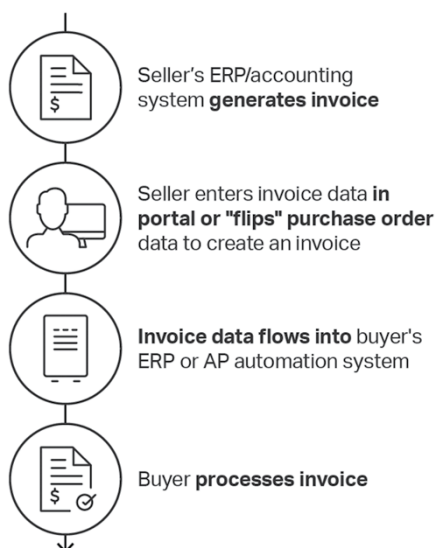 $
Seller’s ERP/accounting
system generates invoice
Seller enters invoice data in
portal or "flips" purchase order
data to create an invoice
Invoice data flows into buyer's
ERP or AP automation system
$
Buyer processes invoice